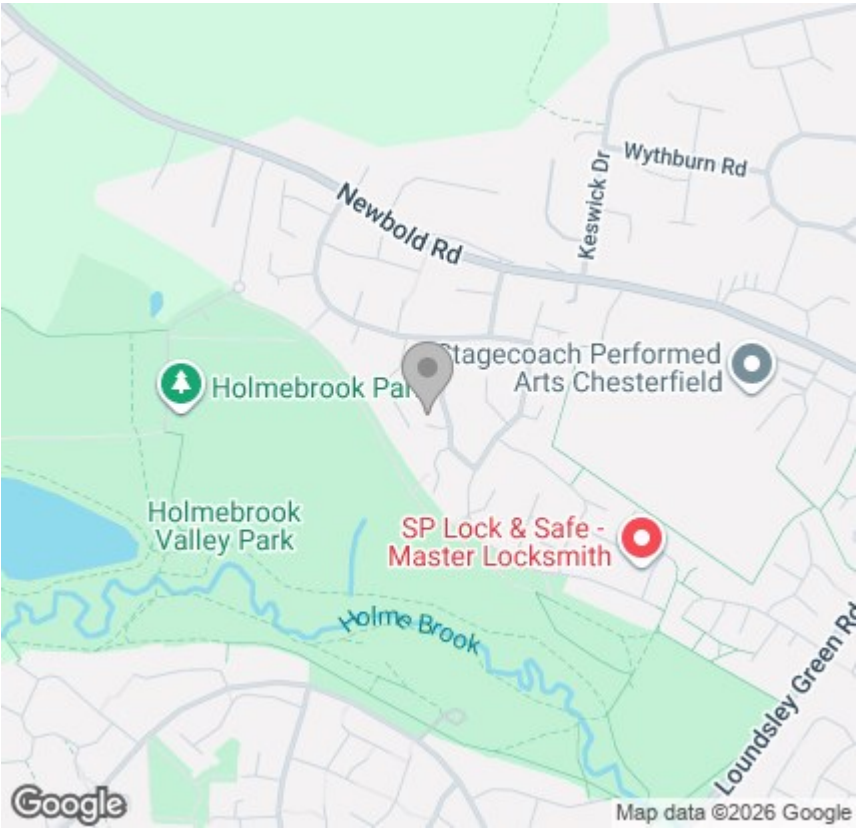 Wythburn Rd
Keswick Dr
Newbold Rd
Stagecoach Performed
Arts Chesterfield
Holmebrook Park
Holmebrook
Valley Park
SP Lock & Safe -
Master Locksmith
Holme Brook
Loundsley Green Rd
Google
Map data ©2026 Google